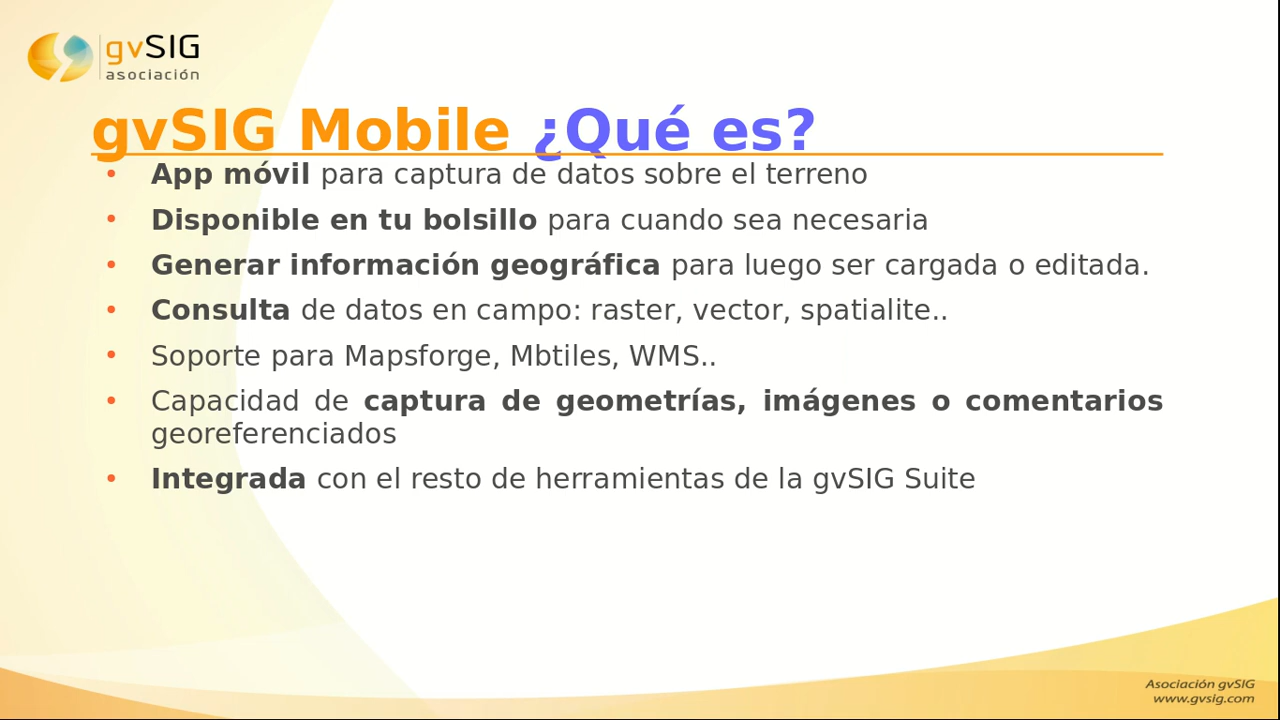 gvSIG
asociación
gvSIG Mobile ¿Qué es?
• App móvil para captura de datos sobre el terreno
• Disponible en tu bolsillo para cuando sea necesaria
• Generar información geográfica para luego ser cargada o editada.
• Consulta de datos en campo: raster, vector, spatialite..
• Soporte para Mapsforge, Mbtiles, WMS..
• Capacidad de captura de geometrías, imágenes o comentarios
georeferenciados
• Integrada con el resto de herramientas de la gvSIG Suite
Asociación gvSIG
www.gvsig.com